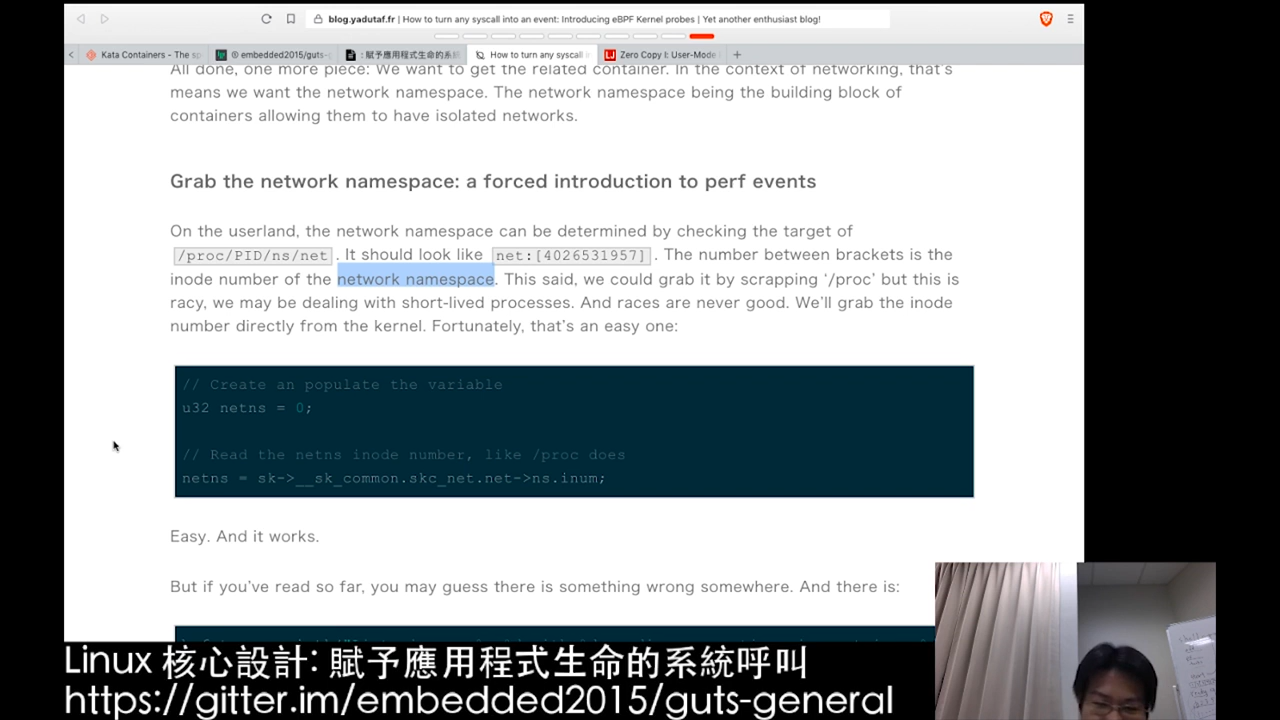 blog.yadutaf.fr | How to turn any syscall into an event: Introducing eBPF Kernel probes | Yet another enthusiast blog!
Kata Containers - The sp
embedded2015/guts-g
: 賦予應用程式生命的系統
How to turn any syscall i
Zero Copy I: User-Mode
All done, one more piece: We want to get the related container. In the context of networking, that's
means we want the network namespace. The network namespace being the building block of
containers allowing them to have isolated networks.
Grab the network namespace: a forced introduction to perf events
On the userland, the network namespace can be determined by checking the target of
/proc/PID/ns/net . It should look like net:[4026531957] . The number between brackets is the
inode number of the network namespace. This said, we could grab it by scrapping ‘/proc’ but this is
racy, we may be dealing with short-lived processes. And races are never good. We’ll grab the inode
number directly from the kernel. Fortunately, that’s an easy one:
// Create an populate the variable
u32 netns = 0;
// Read the netns inode number, like /proc does
netns = sk->__sk_common.skc_net.net->ns.inum;
Easy. And it works.
But if you’ve read so far, you may guess there is something wrong somewhere. And there is:
Linux 核心設計: 賦予應用程式生命的系統呼叫
https://gitter.im/embedded2015/guts-general